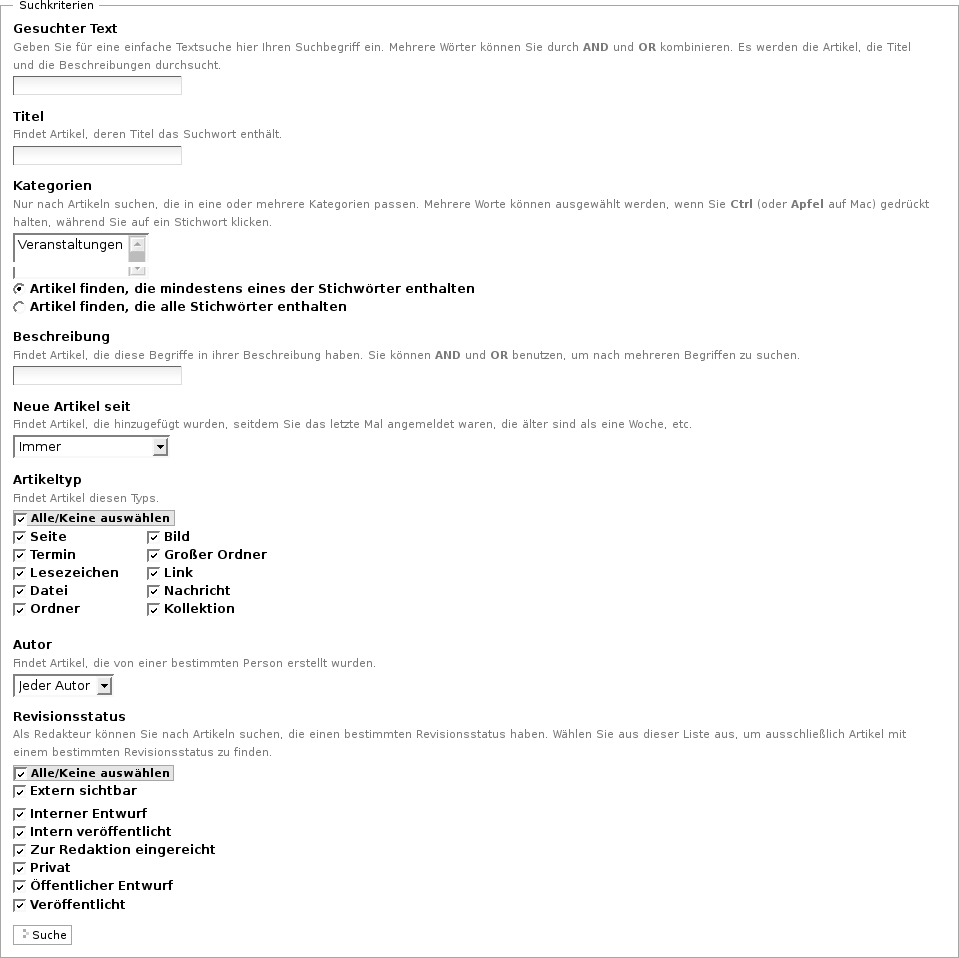 Suchkriterien
Gesuchter Text
Geben Sie für eine einfache Textsuche hier Ihren Suchbegriff ein. Mehrere Wörter können Sie durch AND und OR kombinieren. Es werden die Artikel, die Titel
und die Beschreibungen durchsucht.
Titel
Findet Artikel, deren Titel das Suchwort enthält.
Kategorien
Nur nach Artikeln suchen, die in eine oder mehrere Kategorien passen. Mehrere Worte können ausgewählt werden, wenn Sie Ctrl (oder Apfel auf Mac) gedrückt
halten, während Sie auf ein Stichwort klicken.
Veranstaltungen
Artikel finden, die mindestens eines der Stichwörter enthalten
Artikel finden, die alle Stichwörter enthalten
Beschreibung
Findet Artikel, die diese Begriffe in ihrer Beschreibung haben. Sie können AND und OR benutzen, um nach mehreren Begriffen zu suchen.
Neue Artikel seit
Findet Artikel, die hinzugefügt wurden, seitdem Sie das letzte Mal angemeldet waren, die älter sind als eine Woche, etc.
Immer
Artikeltyp
Findet Artikel diesen Typs.
Alle/Keine auswählen
Seite Bild
Termin Großer Ordner
Lesezeichen Link
Datei Nachricht
Ordner Kollektion
Autor
Findet Artikel, die von einer bestimmten Person erstellt wurden.
Jeder Autor
Revisionsstatus
Als Redakteur können Sie nach Artikeln suchen, die einen bestimmten Revisionsstatus haben. Wählen Sie aus dieser Liste aus, um ausschließlich Artikel mit
einem bestimmten Revisionsstatus zu finden.
Alle/Keine auswählen
Extern sichtbar
Interner Entwurf
Intern veröffentlicht
Zur Redaktion eingereicht
Privat
Öffentlicher Entwurf
Veröffentlicht
Suche